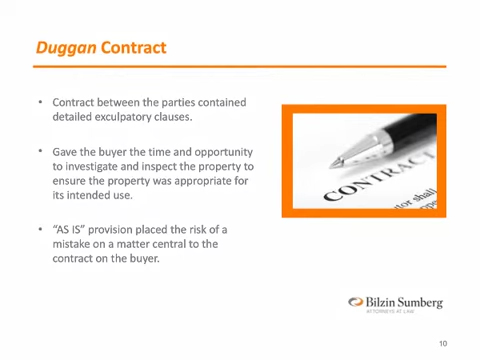 Duggan Contract
• Contract between the parties contained
detailed exculpatory clauses.
• Gave the buyer the time and opportunity
to investigate and inspect the property to
ensure the property was appropriate for
its intended use.
• “AS IS” provision placed the risk of a
mistake on a matter central to the
contract on the buyer.
CONTRACT
Bilzin Sumberg
ATTORNEYS AT LAW
10